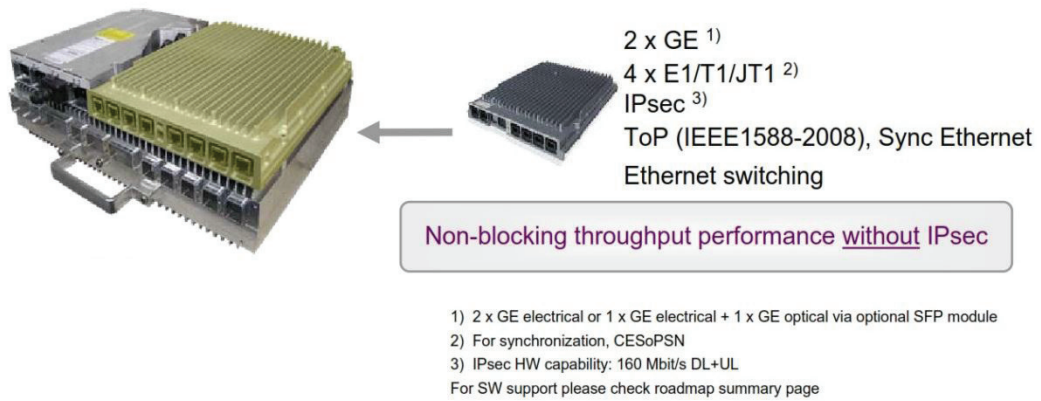 2 x GE 1)
4 x E1/T1/JT1 2)
IPsec 3)
ToP (IEEE1588-2008), Sync Ethernet
Ethernet switching
Non-blocking throughput performance without IPsec
1) 2 x GE electrical or 1 x GE electrical + 1 x GE optical via optional SFP module
2) For synchronization, CESoPSN
3) IPsec HW capability: 160 Mbit/s DL+UL
For SW support please check roadmap summary page